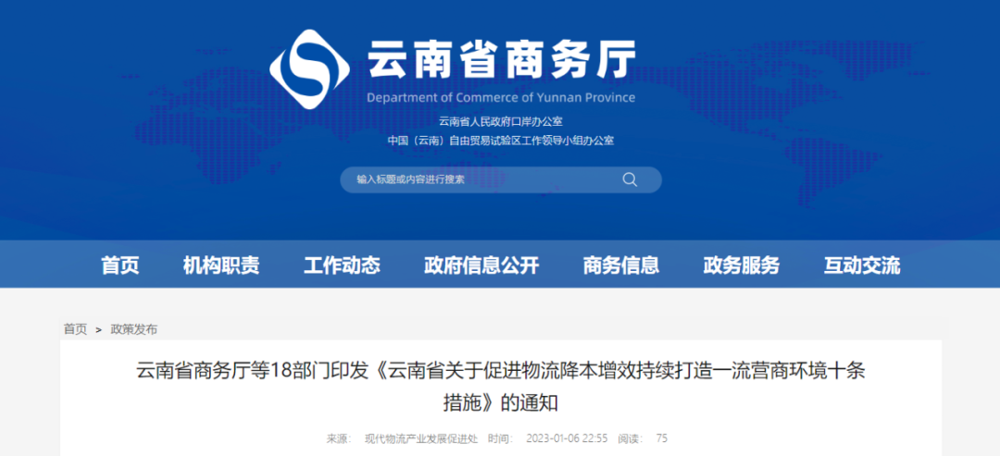 云南省商务厅
Department of Commerce of Yunnan Province
云南省人民政府口岸办公室
中国（云南）自由贸易试验区工作领导小组办公室
输入标题或内容进行搜索
首页 机构职责 工作动态 政府信息公开 商务信息 政务服务 互动交流
首页 > 政策发布
云南省商务厅等18部门印发《云南省关于促进物流降本增效持续打造一流营商环境十条
措施》的通知
来源： 现代物流产业发展促进处 时间： 2023-01-06 22:55 阅读： 75